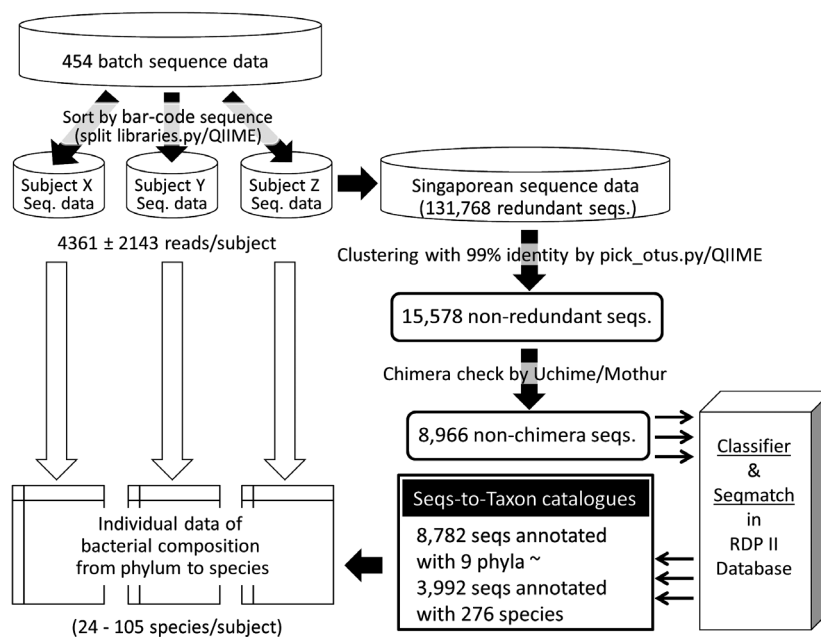 454 batch sequence data
Sort by bar-code sequence
(split libraries.py/QIIME)
Subject X
Seq. data
Subject Y
Seq. data
Subject Z
Seq. data
Singaporean sequence data
(131,768 redundant seqs.)
4361 ± 2143 reads/subject
Clustering with 99% identity by pick_otus.py/QIIME
15,578 non-redundant seqs.
Chimera check by Uchime/Mothur
8,966 non-chimera seqs.
Classifier
&
Seqmatch
in
RDP II
Database
Seqs-to-Taxon catalogues
8,782 seqs annotated
with 9 phyla ~
3,992 seqs annotated
with 276 species
Individual data of
bacterial composition
from phylum to species
(24 - 105 species/subject)